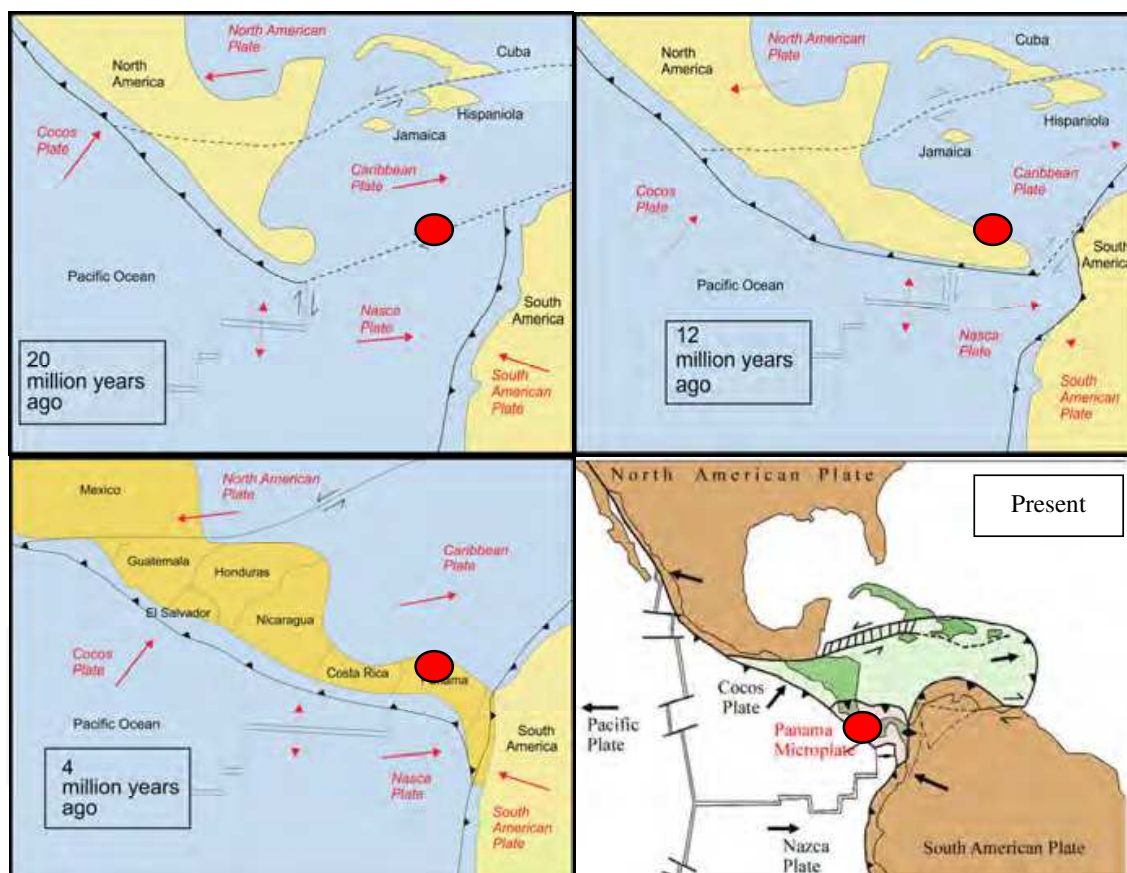 North American
Plate
North
America
Cuba
Cocos
Plate
Hispaniola
Jamaica
Caribbean
Plate
Pacific Ocean
Nasca
Plate
South
America
20
million years
ago
South
American
Plate
North American
Plate
North
America
Cuba
Hispaniola
Jamaica
Caribbean
Plate
Cocos
Plate
South
America
Pacific Ocean
Nasca
Plate
12
million years
ago
South
American
Plate
Mexico
North American
Plate
Guatemala
Honduras
Caribbean
Plate
El Salvador
Nicaragua
Cocos
Plate
Costa Rica
Pacific Ocean
South
America
4
million years
ago
Nasca
Plate
South
American
Plate
North American Plate
Present
Cocos
Plate
Pacific
Plate
Panama
Microplate
Nazca
Plate
South American Plate